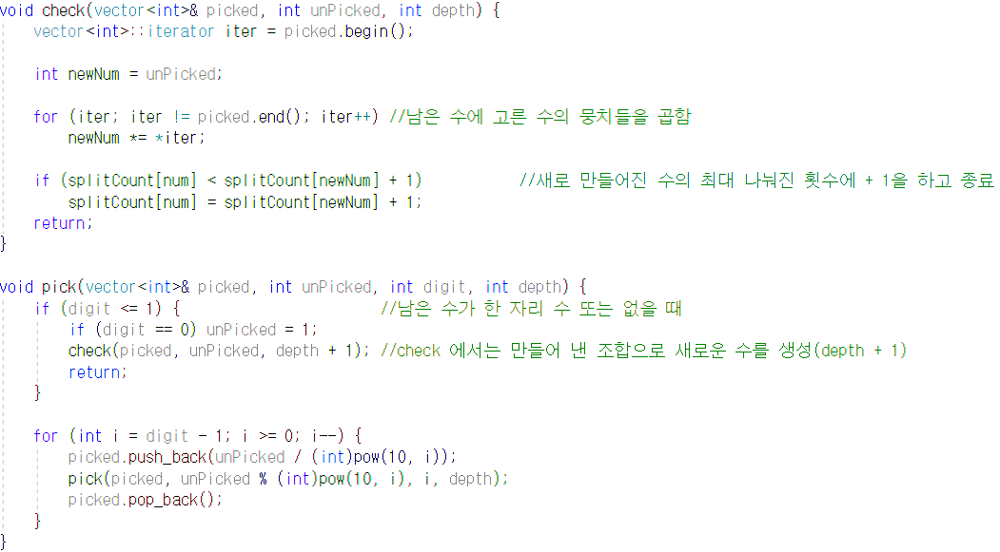 void check(vector<int>& picked, int unPicked, int depth) {
    vector<int>::iterator iter = picked.begin();
    int newNum = unPicked;
    for (iter; iter != picked.end(); iter++) //남은 수에 고른 수의 뭉치들을 곱함
        newNum *= *iter;
    if (splitCount[num] < splitCount[newNum] + 1)           //새로 만들어진 수의 최대 나눠진 횟수에 + 1을 하고 종료
        splitCount[num] = splitCount[newNum] + 1;
    return;
}
void pick(vector<int>& picked, int unPicked, int digit, int depth) {
    if (digit <= 1) {                       //남은 수가 한 자리 수 또는 없을 때
        if (digit == 0) unPicked = 1;
        check(picked, unPicked, depth + 1); //check 에서는 만들어 낸 조합으로 새로운 수를 생성(depth + 1)
        return;
    }
    for (int i = digit - 1; i >= 0; i--) {
        picked.push_back(unPicked / (int)pow(10, i));
        pick(picked, unPicked % (int)pow(10, i), i, depth);
        picked.pop_back();
    }
}